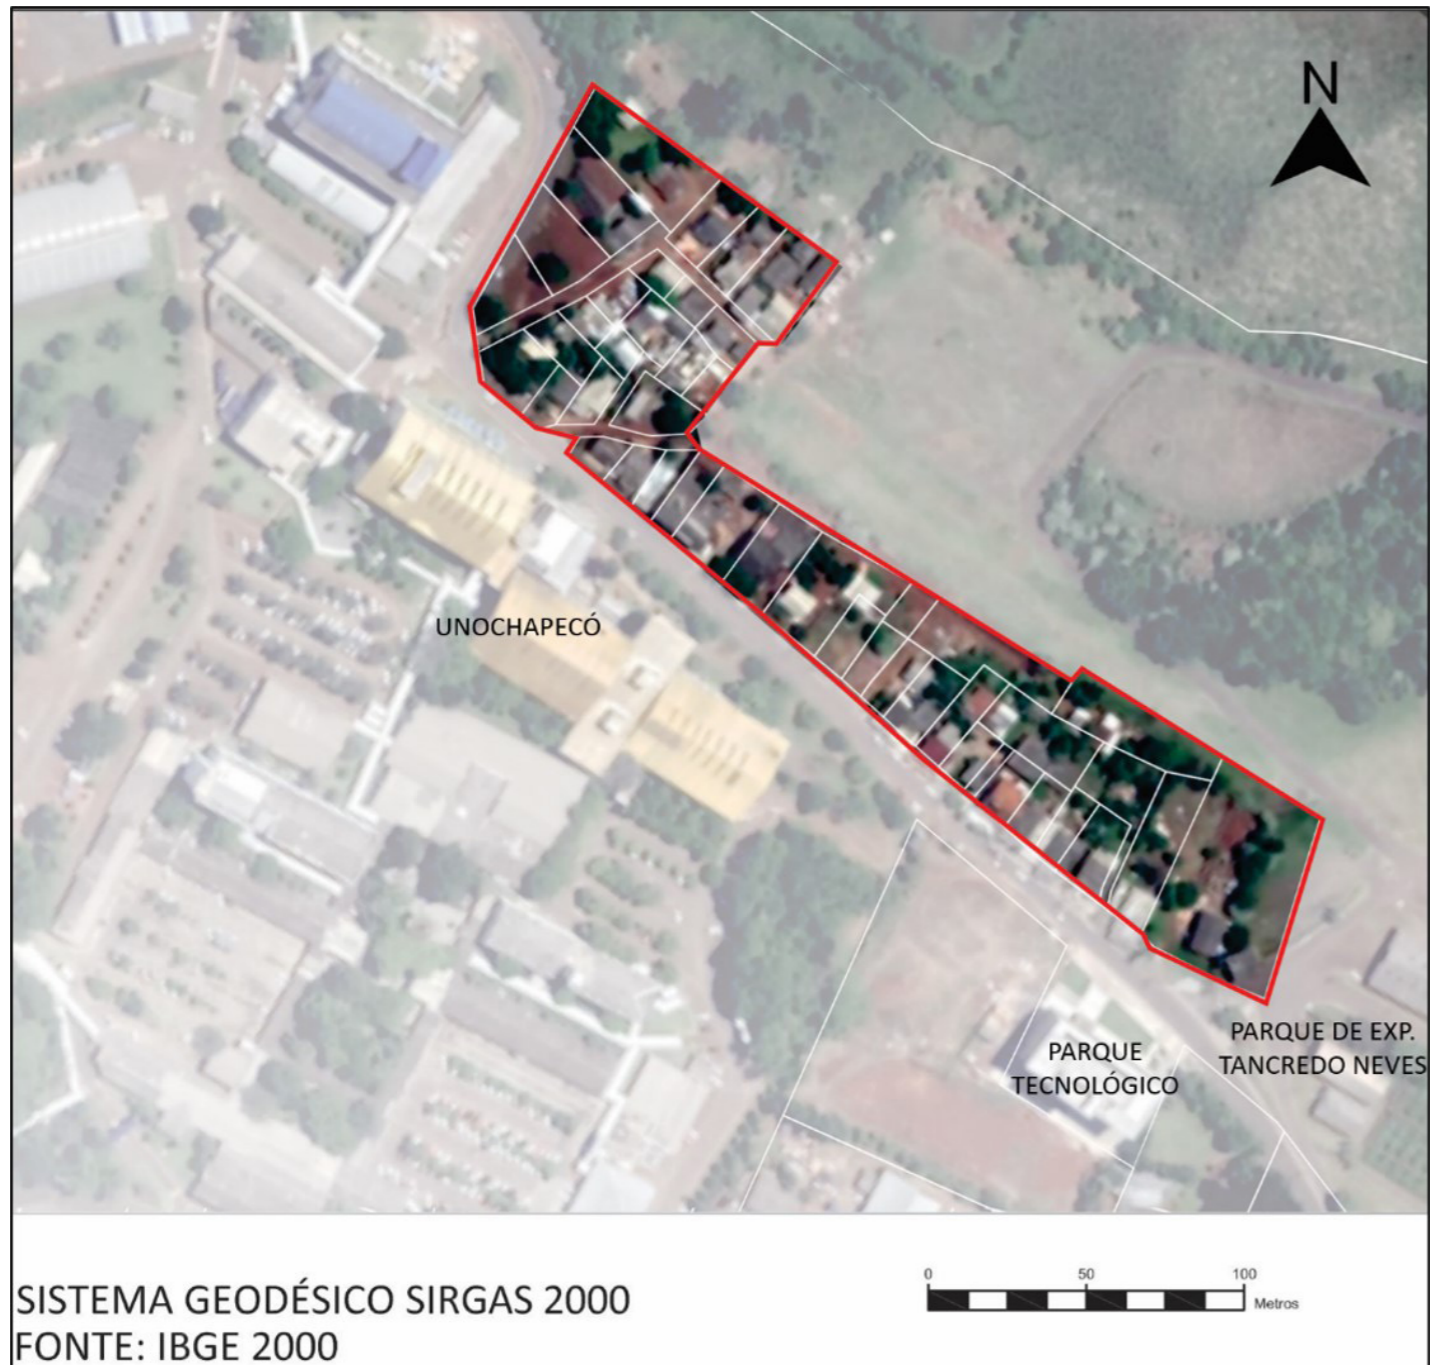 N
UNOCHAPECÓ
PARQUE
TECNOLÓGICO
PARQUE DE EXP.
TANCREDO NEVES
0 50 100
Metros
SISTEMA GEODÉSICO SIRGAS 2000
FONTE: IBGE 2000